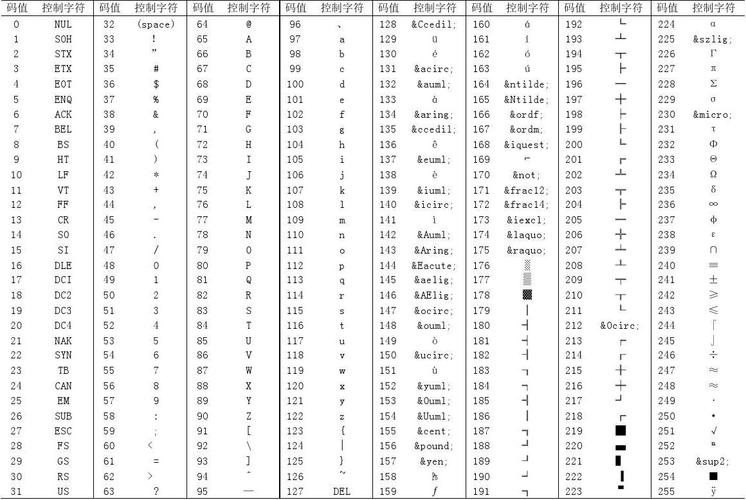 码值 控制字符 码值 控制字符 码值 控制字符 码值 控制字符 码值 控制字符 码值 控制字符 码值 控制字符 码值 控制字符
0 NUL 32 (space) 64 @ 96 、 128 &Ccedil; 160 á 192 └ 224 α
1 SOH 33 ! 65 A 97 a 129 ü 161 í 193 ┴ 225 &szlig;
2 STX 34 ” 66 B 98 b 130 é 162 ó 194 ┬ 226 Γ
3 ETX 35 # 67 C 99 c 131 &acirc; 163 ú 195 ├ 227 π
4 EOT 36 $ 68 D 100 d 132 &auml; 164 &ntilde; 196 ─ 228 Σ
5 ENQ 37 % 69 E 101 e 133 à 165 &Ntilde; 197 ┼ 229 σ
6 ACK 38 & 70 F 102 f 134 &aring; 166 &ordf; 198 ├ 230 &micro;
7 BEL 39 , 71 G 103 g 135 &ccedil; 167 &ordm; 199 ├ 231 τ
8 BS 40 ( 72 H 104 h 136 ê 168 &iquest; 200 └ 232 Φ
9 HT 41 ) 73 I 105 i 137 &euml; 169 ⌐ 201 ┌ 233 Θ
10 LF 42 * 74 J 106 j 138 è 170 &not; 202 ┴ 234 Ω
11 VT 43 + 75 K 107 k 139 &iuml; 171 &frac12; 203 ┬ 235 δ
12 FF 44 , 76 L 108 l 140 &icirc; 172 &frac14; 204 ├ 236 ∞
13 CR 45 - 77 M 109 m 141 ì 173 &iexcl; 205 ─ 237 φ
14 SO 46 . 78 N 110 n 142 &Auml; 174 &laquo; 206 ┼ 238 ε
15 SI 47 / 79 O 111 o 143 &Aring; 175 &raquo; 207 ┴ 239 ∩
16 DLE 48 0 80 P 112 p 144 &Eacute; 176 ░ 208 ┴ 240 ≡
17 DCI 49 1 81 Q 113 q 145 &aelig; 177 ▒ 209 ┬ 241 ±
18 DC2 50 2 82 R 114 r 146 &AElig; 178 ▓ 210 ┬ 242 ≥
19 DC3 51 3 83 S 115 s 147 &ocirc; 179 │ 211 └ 243 ≤
20 DC4 52 4 84 T 116 t 148 &ouml; 180 ┤ 212 &Ocirc; 244 ⌠
21 NAK 53 5 85 U 117 u 149 ò 181 ┤ 213 ┌ 245 ⌡
22 SYN 54 6 86 V 118 v 150 &ucirc; 182 ┤ 214 ┌ 246 ÷
23 TB 55 7 87 W 119 w 151 ù 183 ┐ 215 ┼ 247 ≈
24 CAN 56 8 88 X 120 x 152 &yuml; 184 ┐ 216 ┼ 248 ≈
25 EM 57 9 89 Y 121 y 153 &Ouml; 185 ┤ 217 ┘ 249 ·
26 SUB 58 : 90 Z 122 z 154 &Uuml; 186 │ 218 ┌ 250 •
27 ESC 59 ; 91 [ 123 { 155 &cent; 187 ┐ 219 █ 251 √
28 FS 60 < 92 \ 124 | 156 &pound; 188 ┘ 220 ▄ 252 ⁿ
29 GS 61 = 93 ] 125 } 157 &yen; 189 ┘ 221 ▌ 253 &sup2;
30 RS 62 > 94 ^ 126 ~ 158 ₧ 190 ┘ 222 ▐ 254 ■
31 US 63 ? 95 — 127 DEL 159 ƒ 191 ┐ 223 ▀ 255 ÿ